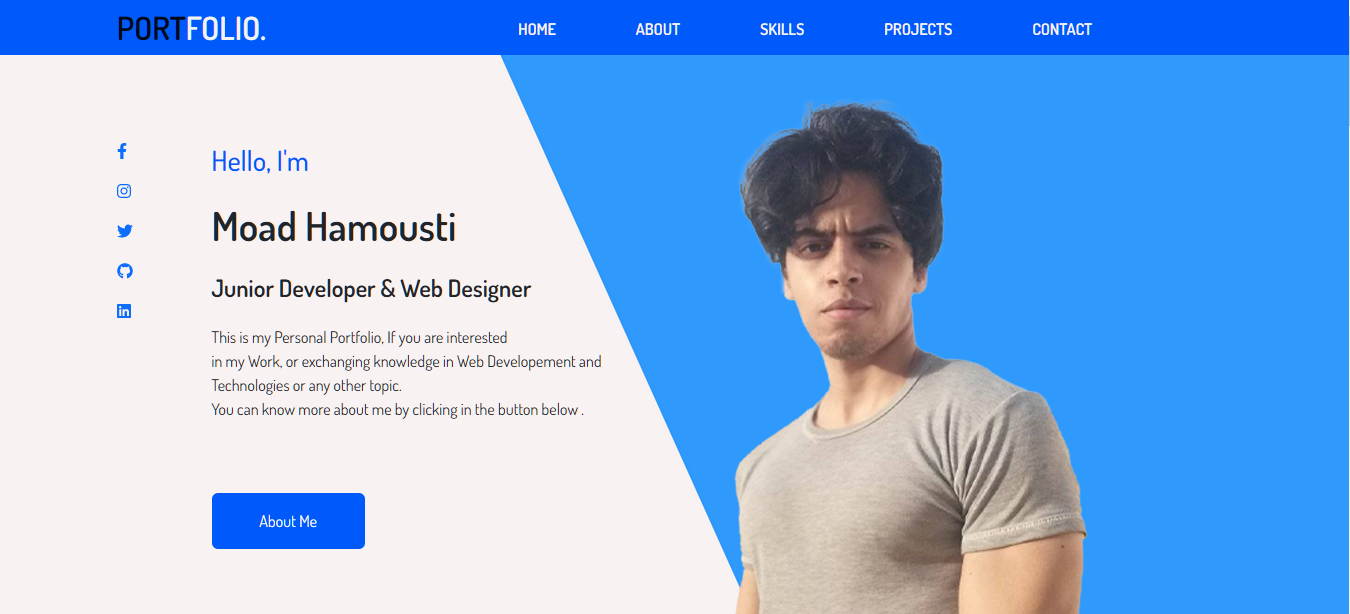 PORTFOLIO.
HOME ABOUT SKILLS PROJECTS CONTACT
Hello, I'm
Moad Hamousti
Junior Developer & Web Designer
This is my Personal Portfolio, If you are interested
in my Work, or exchanging knowledge in Web Developement and
Technologies or any other topic.
You can know more about me by clicking in the button below .
About Me